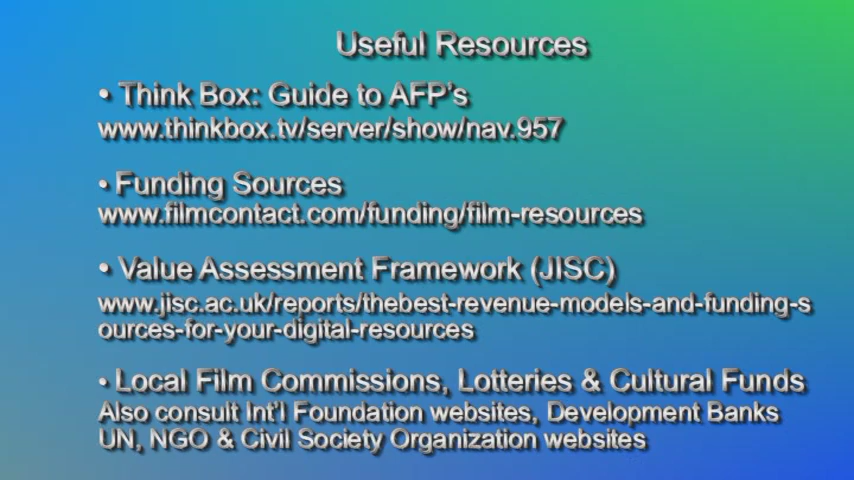 Useful Resources
• Think Box: Guide to AFP's
www.thinkbox.tv/server/show/nav.957
• Funding Sources
www.filmcontact.com/funding/film-resources
• Value Assessment Framework (JISC)
www.jisc.ac.uk/reports/thebest-revenue-models-and-funding-s
ources-for-your-digital-resources
• Local Film Commissions, Lotteries & Cultural Funds
Also consult Int'l Foundation websites, Development Banks
UN, NGO & Civil Society Organization websites